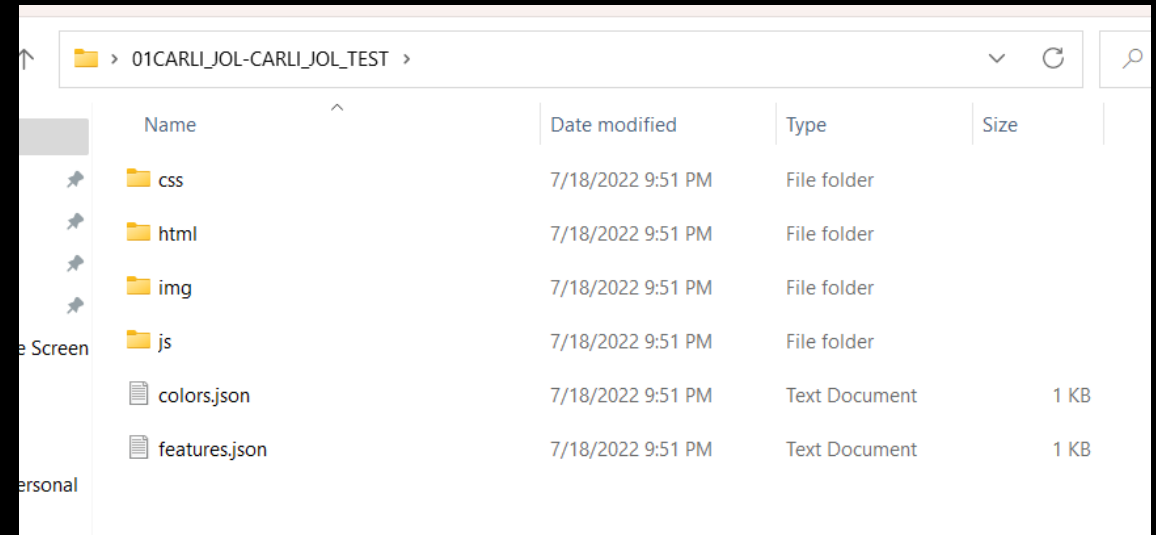 01CARLI_JOL-CARLI_JOL_TEST
Name Date modified Type Size
css 7/18/2022 9:51 PM File folder
html 7/18/2022 9:51 PM File folder
img 7/18/2022 9:51 PM File folder
e Screen js 7/18/2022 9:51 PM File folder
colors.json 7/18/2022 9:51 PM Text Document 1 KB
features.json 7/18/2022 9:51 PM Text Document 1 KB
ersonal